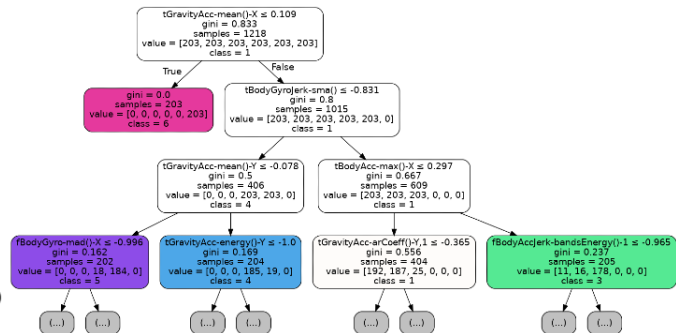 tGravityAcc-mean()-X ≤ 0.109
gini = 0.833
samples = 1218
value = [203, 203, 203, 203, 203, 203]
class = 1
True
False
gini = 0.0
samples = 203
value = [0, 0, 0, 0, 0, 203]
class = 6
tBodyGyroJerk-sma() ≤ -0.831
gini = 0.8
samples = 1015
value = [203, 203, 203, 203, 203, 0]
class = 1
tGravityAcc-mean()-Y ≤ -0.078
gini = 0.5
samples = 406
value = [0, 0, 0, 203, 203, 0]
class = 4
tBodyAcc-max()-X ≤ 0.297
gini = 0.667
samples = 609
value = [203, 203, 203, 0, 0, 0]
class = 1
fBodyGyro-mad()-X ≤ -0.996
gini = 0.162
samples = 202
value = [0, 0, 0, 18, 184, 0]
class = 5
tGravityAcc-energy()-Y ≤ -1.0
gini = 0.169
samples = 204
value = [0, 0, 0, 185, 19, 0]
class = 4
tGravityAcc-arCoeff()-Y,1 ≤ -0.365
gini = 0.556
samples = 404
value = [192, 187, 25, 0, 0, 0]
class = 1
fBodyAccJerk-bandsEnergy()-1 ≤ -0.965
gini = 0.237
samples = 205
value = [11, 16, 178, 0, 0, 0]
class = 3
(...)
(...)
(...)
(...)
(...)
(...)
(...)
(...)